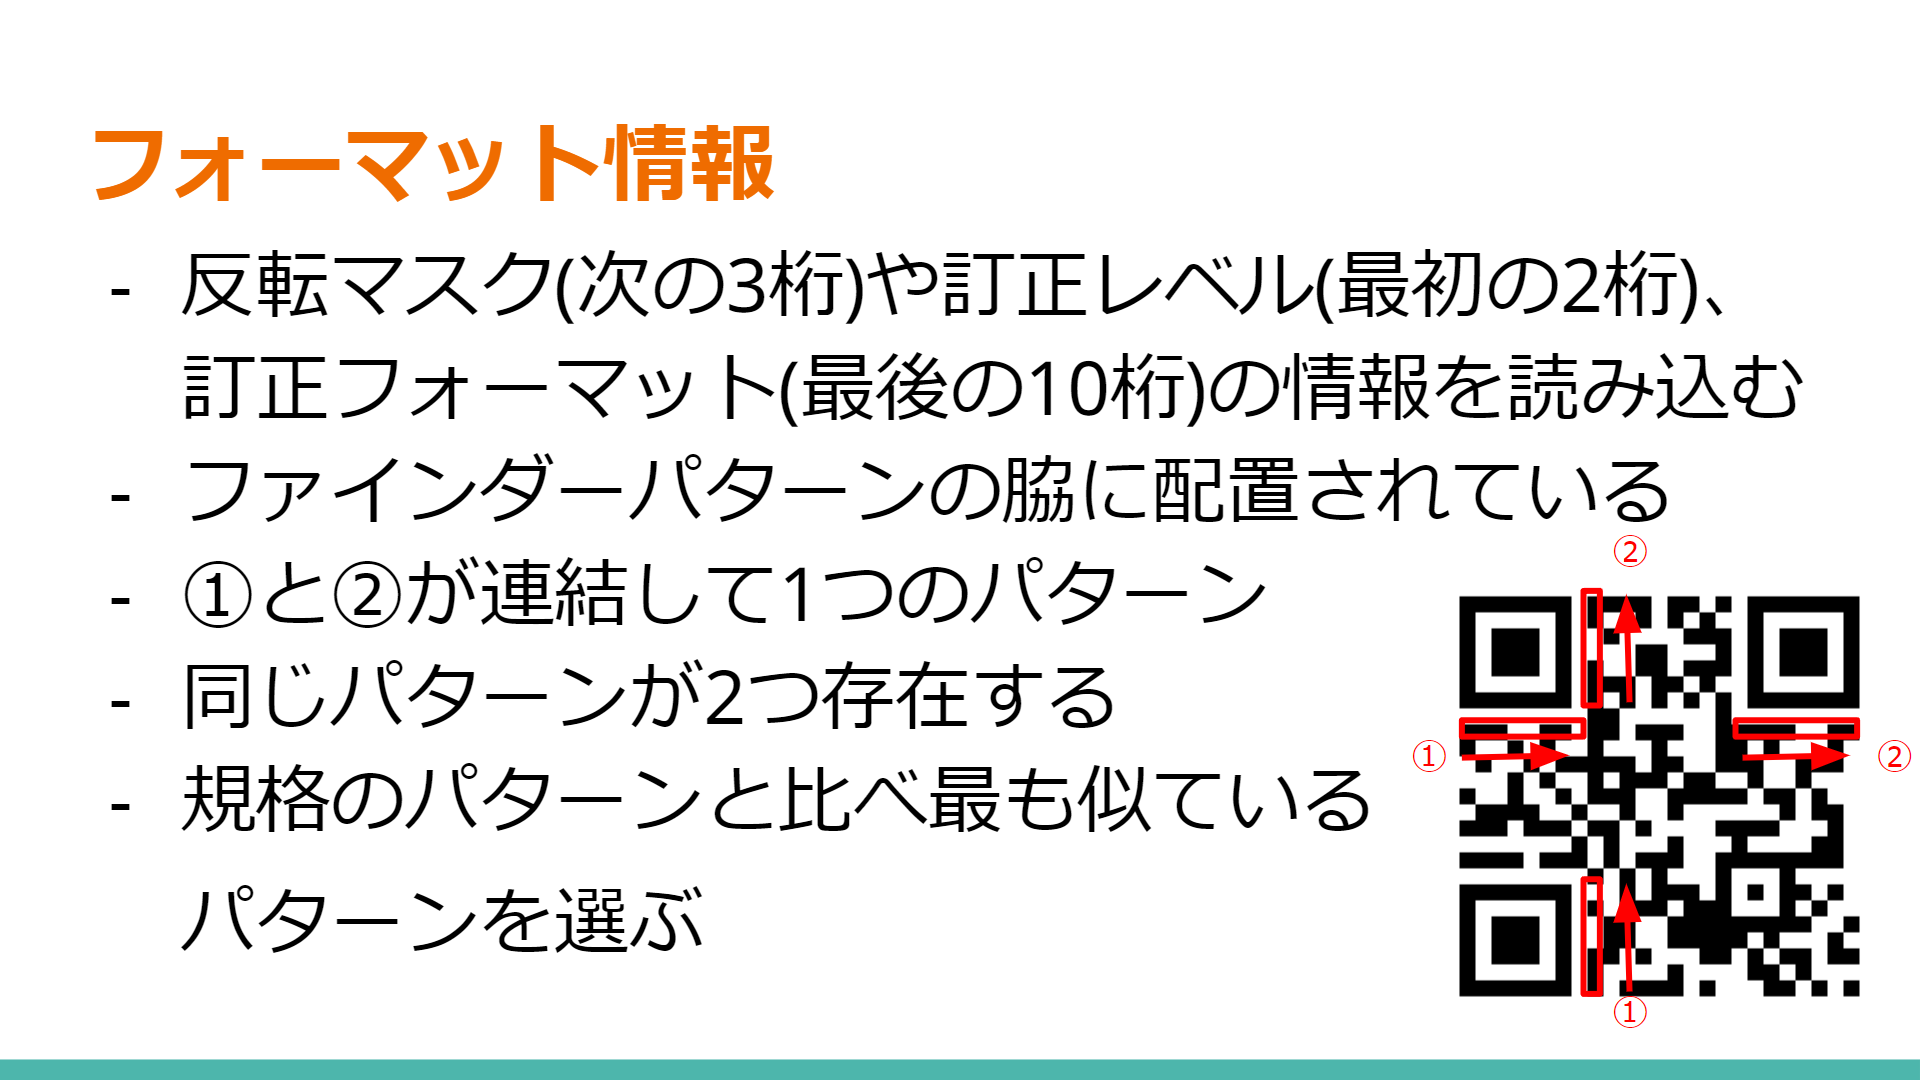 フォーマット情報
- 反転マスク(次の3桁)や訂正レベル(最初の2桁)、
訂正フォーマット(最後の10桁)の情報を読み込む
- ファインダーパターンの脇に配置されている
- ①と②が連結して1つのパターン
- 同じパターンが2つ存在する
- 規格のパターンと比べ最も似ている
パターンを選ぶ
②
①
②
①